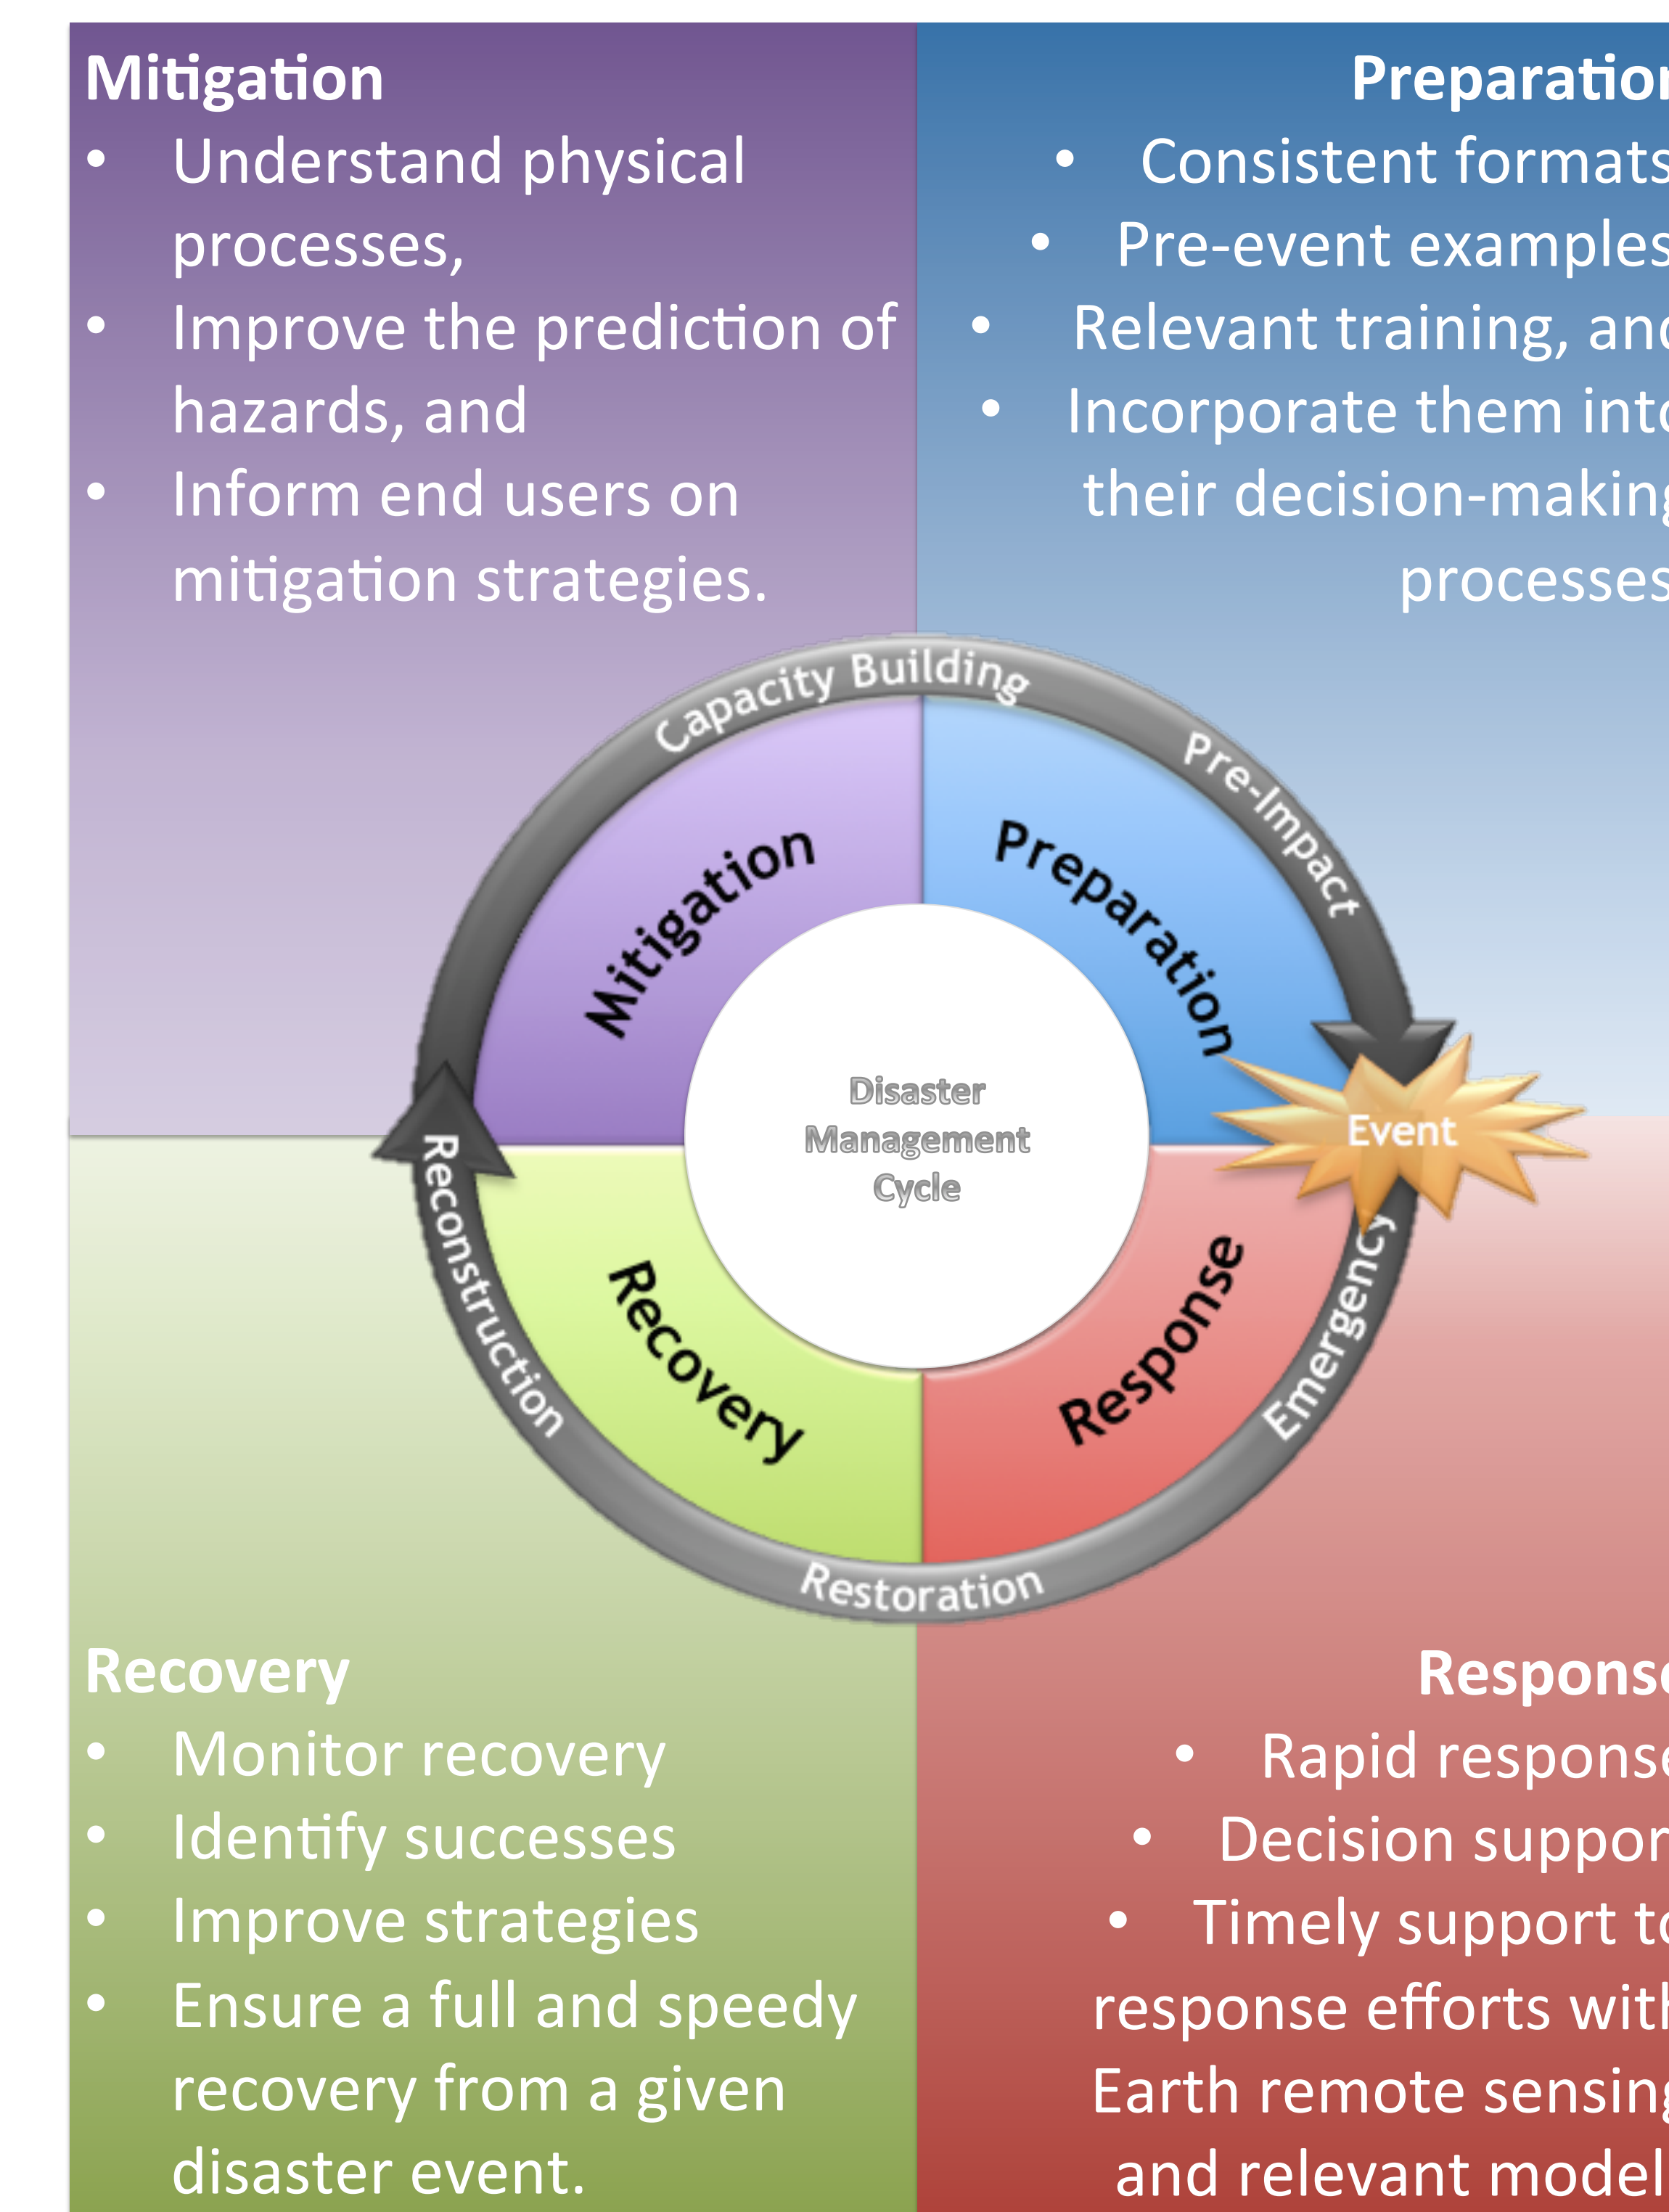 Mitigation
• Understand physical
processes,
• Improve the prediction of
hazards, and
• Inform end users on
mitigation strategies.
Preparation
• Consistent formats
• Pre-event examples
• Relevant training, and
• Incorporate them into
their decision-making
processes
Capacity Building
Pre-Impact
Mitigation
Preparation
Disaster
Management
Cycle
Event
Reconstruction
Recovery
Response
Emergency
Restoration
Recovery
• Monitor recovery
• Identify successes
• Improve strategies
• Ensure a full and speedy
recovery from a given
disaster event.
Response
• Rapid response
• Decision support
• Timely support to
response efforts with
Earth remote sensing
and relevant model